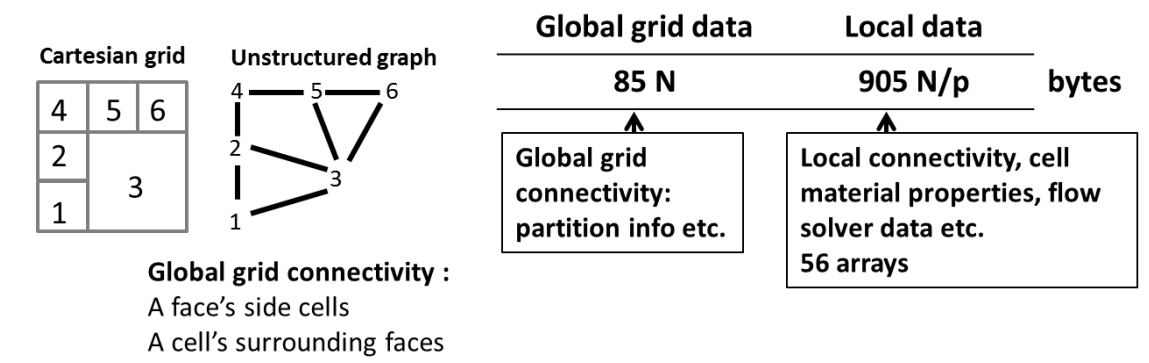 Cartesian grid
4 5 6
2
3
1
Unstructured graph
4 5 6
2
3
1
Global grid connectivity :
A face's side cells
A cell's surrounding faces
Global grid data Local data
85 N 905 N/p bytes
Global grid
connectivity:
partition info etc.
Local connectivity, cell
material properties, flow
solver data etc.
56 arrays